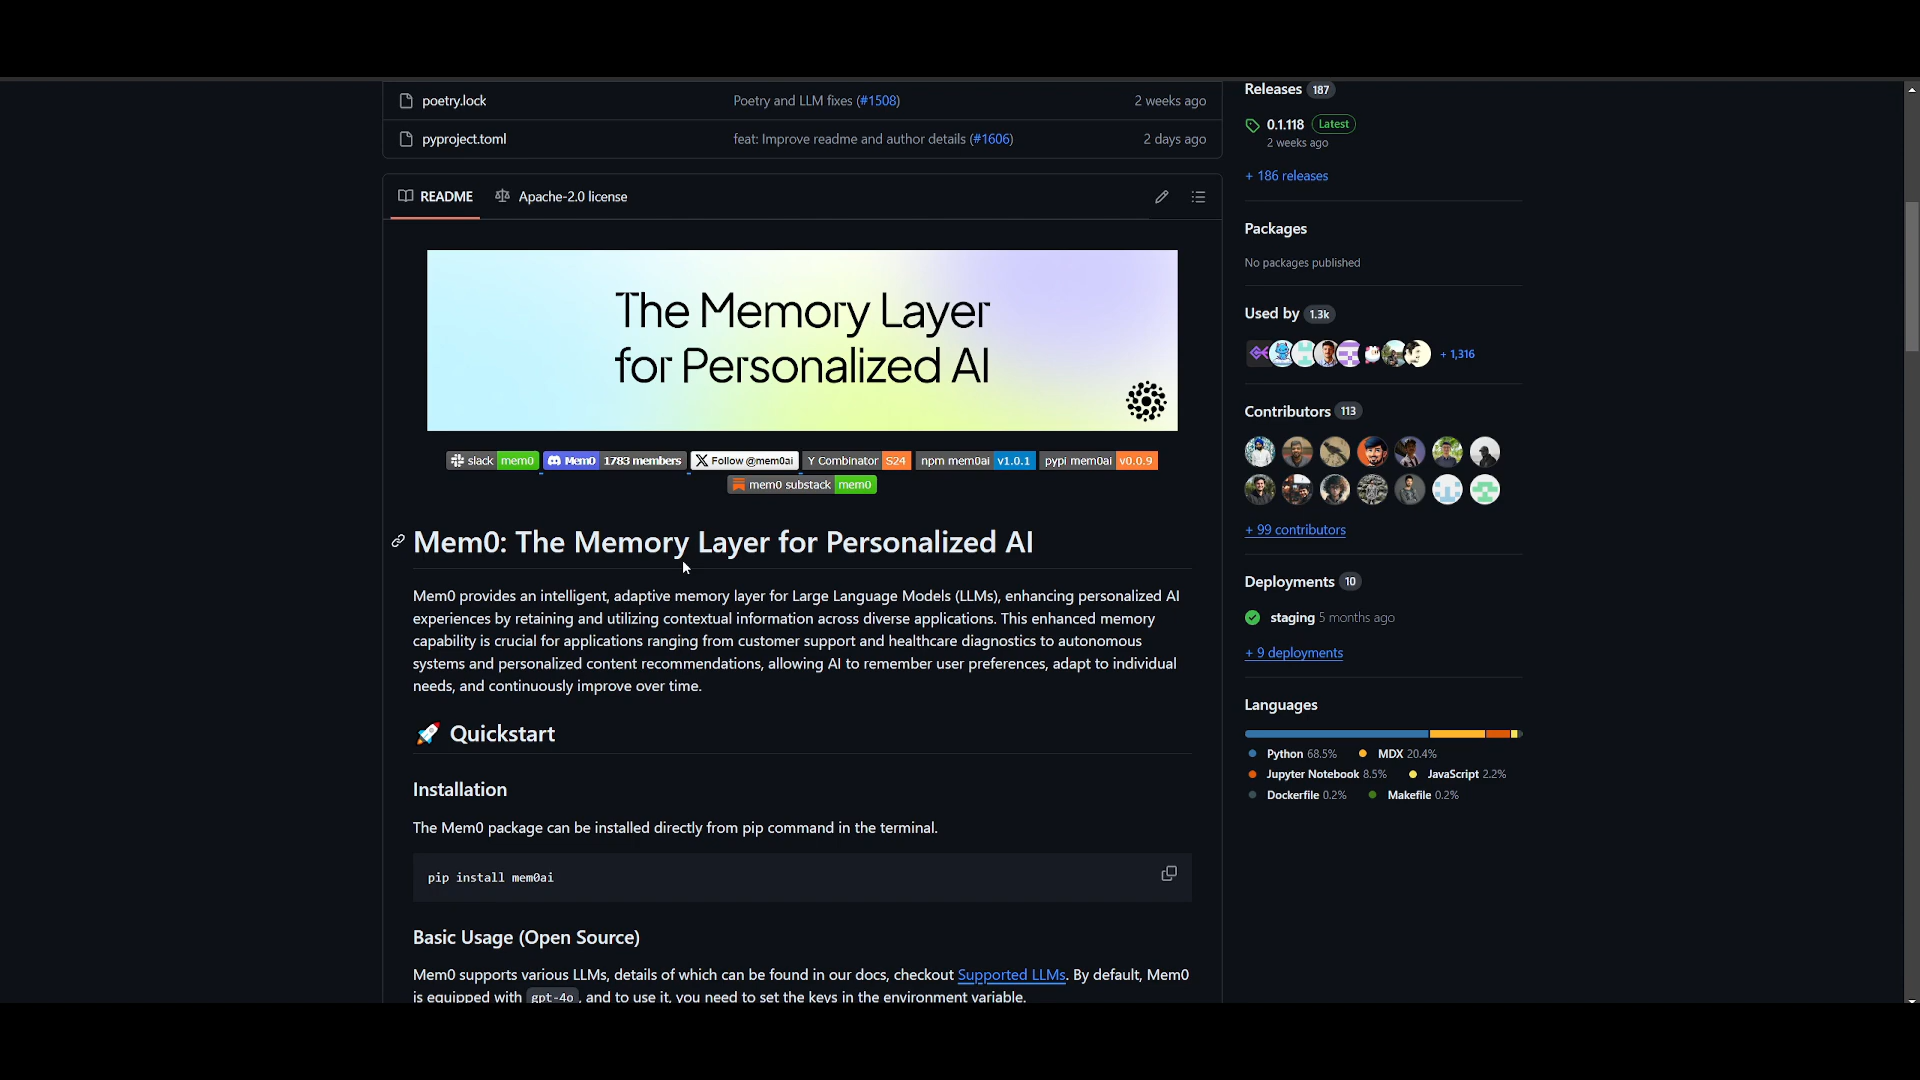 poetry.lock Poetry and LLM fixes (#1508) 2 weeks ago
pyproject.toml feat: Improve readme and author details (#1606) 2 days ago
README Apache-2.0 license
The Memory Layer
for Personalized AI
slack mem0 Mem0 1783 members Follow @mem0ai Y Combinator S24 npm mem0ai v1.0.1 pypi mem0ai v0.0.9
mem0 substack mem0
Mem0: The Memory Layer for Personalized AI
Mem0 provides an intelligent, adaptive memory layer for Large Language Models (LLMs), enhancing personalized AI
experiences by retaining and utilizing contextual information across diverse applications. This enhanced memory
capability is crucial for applications ranging from customer support and healthcare diagnostics to autonomous
systems and personalized content recommendations, allowing AI to remember user preferences, adapt to individual
needs, and continuously improve over time.
🚀 Quickstart
Installation
The Mem0 package can be installed directly from pip command in the terminal.
pip install mem0ai
Basic Usage (Open Source)
Mem0 supports various LLMs, details of which can be found in our docs, checkout Supported LLMs. By default, Mem0
is equipped with gpt-4o, and to use it, you need to set the keys in the environment variable.
Releases 187
0.1.118 Latest
2 weeks ago
+ 186 releases
Packages
No packages published
Used by 1.3k
+ 1,316
Contributors 113
+ 99 contributors
Deployments 10
staging 5 months ago
+ 9 deployments
Languages
Python 68.5% MDX 20.4%
Jupyter Notebook 8.5% JavaScript 2.2%
Dockerfile 0.2% Makefile 0.2%